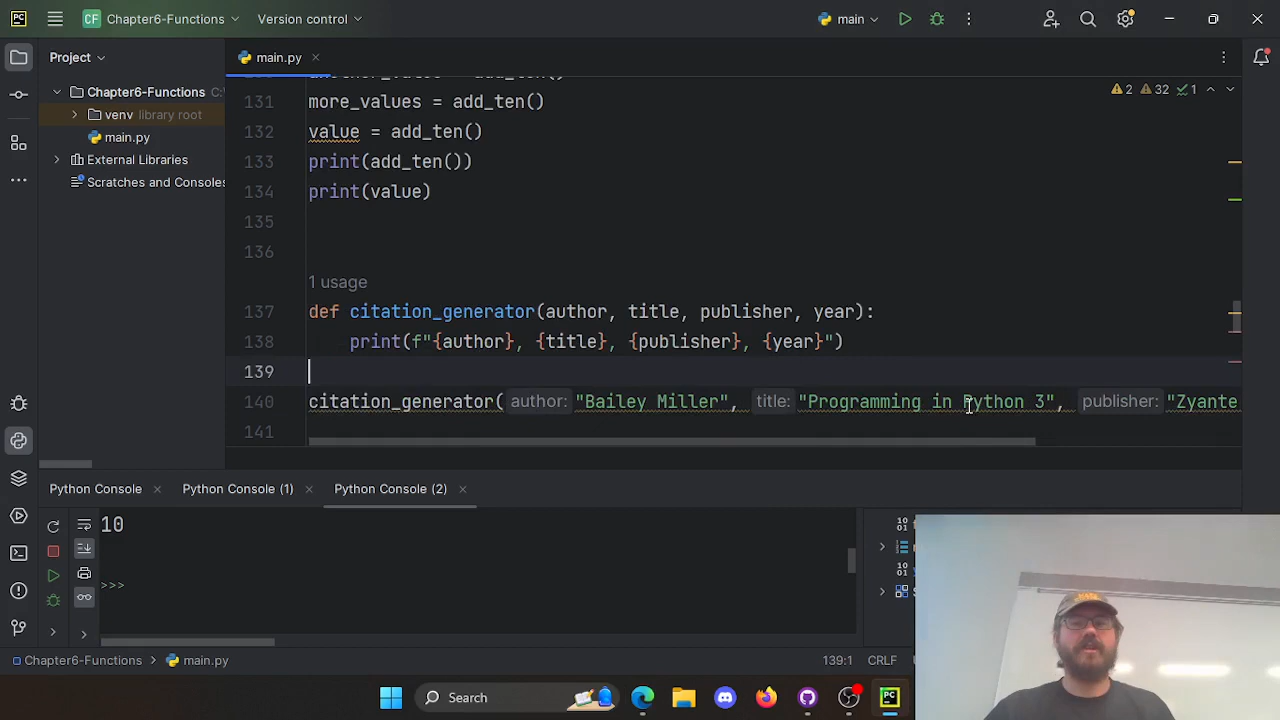 PC
CF Chapter6-Functions
Version control
main
Project
main.py
Chapter6-Functions C:\
venv library root
main.py
External Libraries
Scratches and Consoles
2 32 1
131 more_values = add_ten()
132 value = add_ten()
133 print(add_ten())
134 print(value)
135
136
1 usage
137 def citation_generator(author, title, publisher, year):
138 print(f"{author}, {title}, {publisher}, {year}")
139
140 citation_generator( author: "Bailey Miller", title: "Programming in Python 3", publisher: "Zyante
141
Python Console
Python Console (1)
Python Console (2)
10
>>>
Chapter6-Functions
main.py
139:1 CRLF
Search
PC